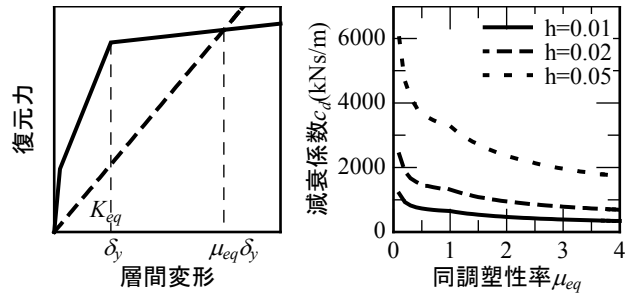 復元力
K_eq
δ_y
μ_eqδ_y
層間変形
減衰係数c_d(kNs/m)
6000
4000
2000
0
h=0.01
h=0.02
h=0.05
0 1 2 3 4
同調塑性率μ_eq